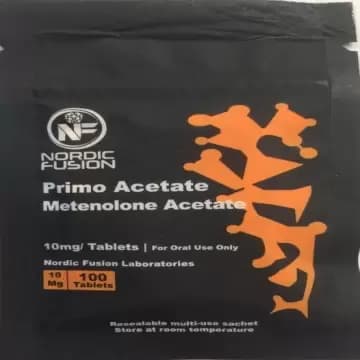 NF
NORDIC
FUSION
Primo Acetate
Metenolone Acetate
10mg/ Tablets | For Oral Use Only
Nordic Fusion Laboratories
10 Mg | 100 Tablets
Resealable multi-use sachet
Store at room temperature